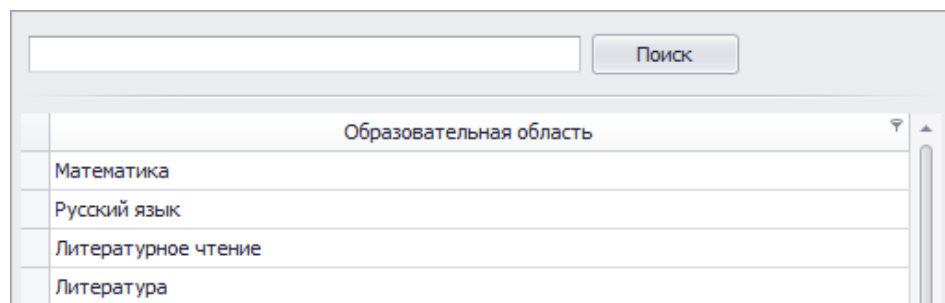 Поиск
Образовательная область
Математика
Русский язык
Литературное чтение
Литература